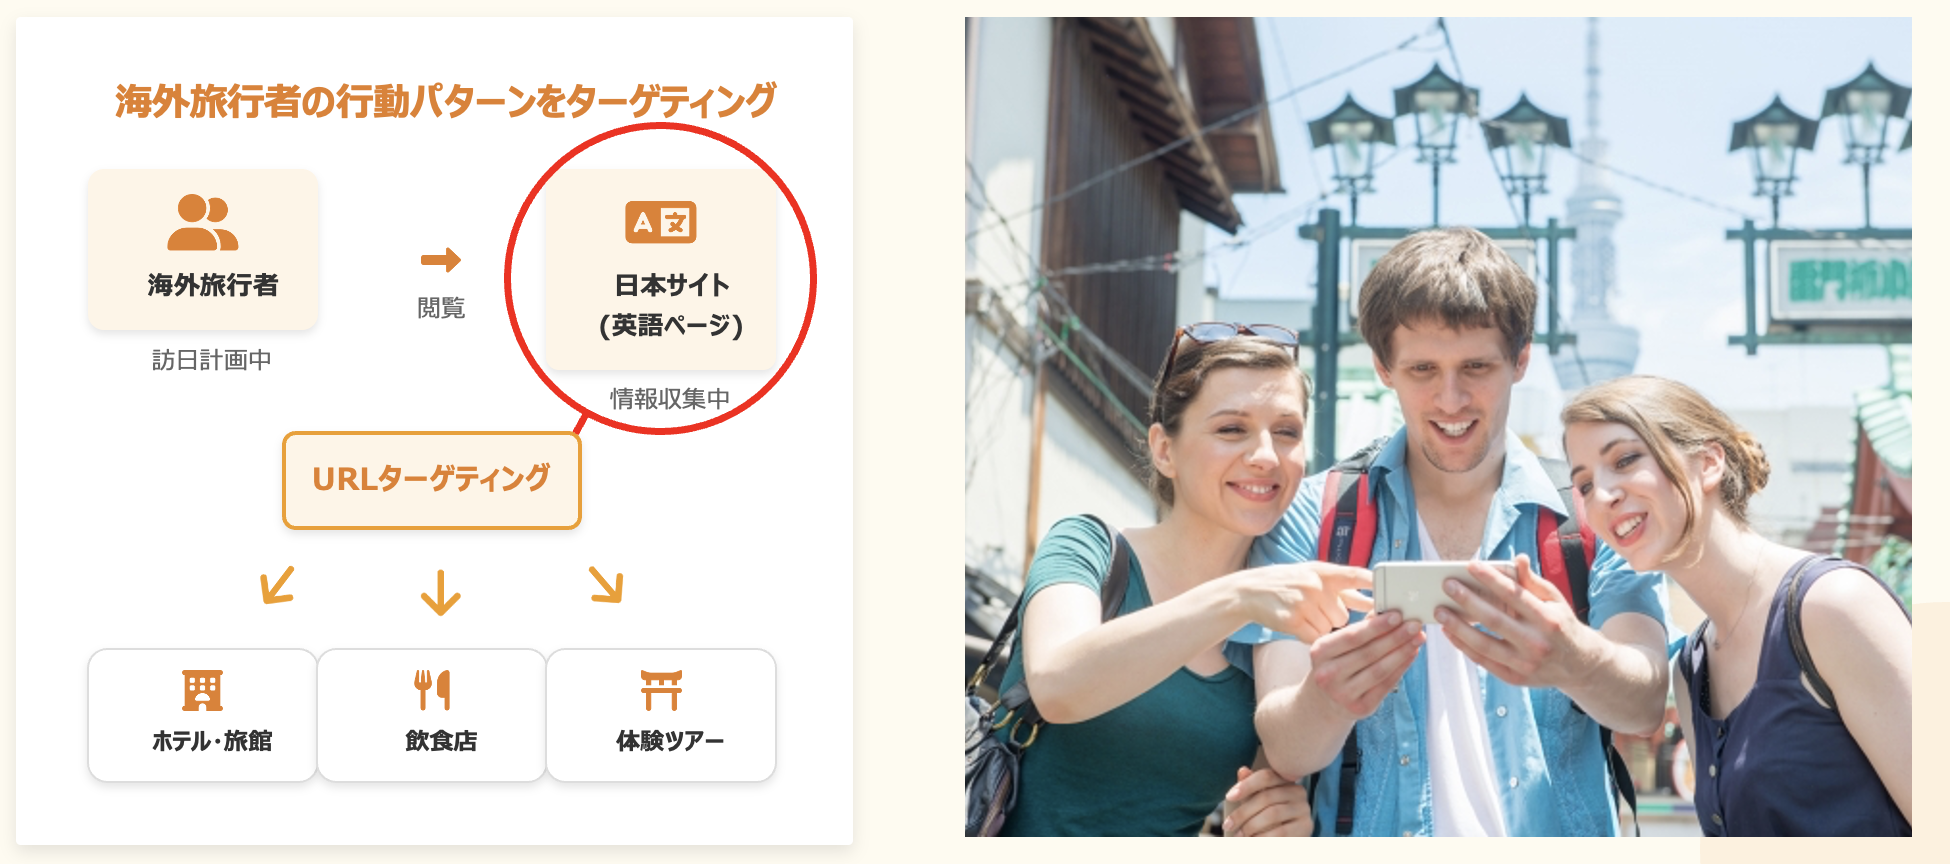 海外旅行者の行動パターンをターゲティング
海外旅行者
訪日計画中
閲覧
A文
日本サイト
(英語ページ)
情報収集中
URLターゲティング
ホテル・旅館
飲食店
体験ツアー